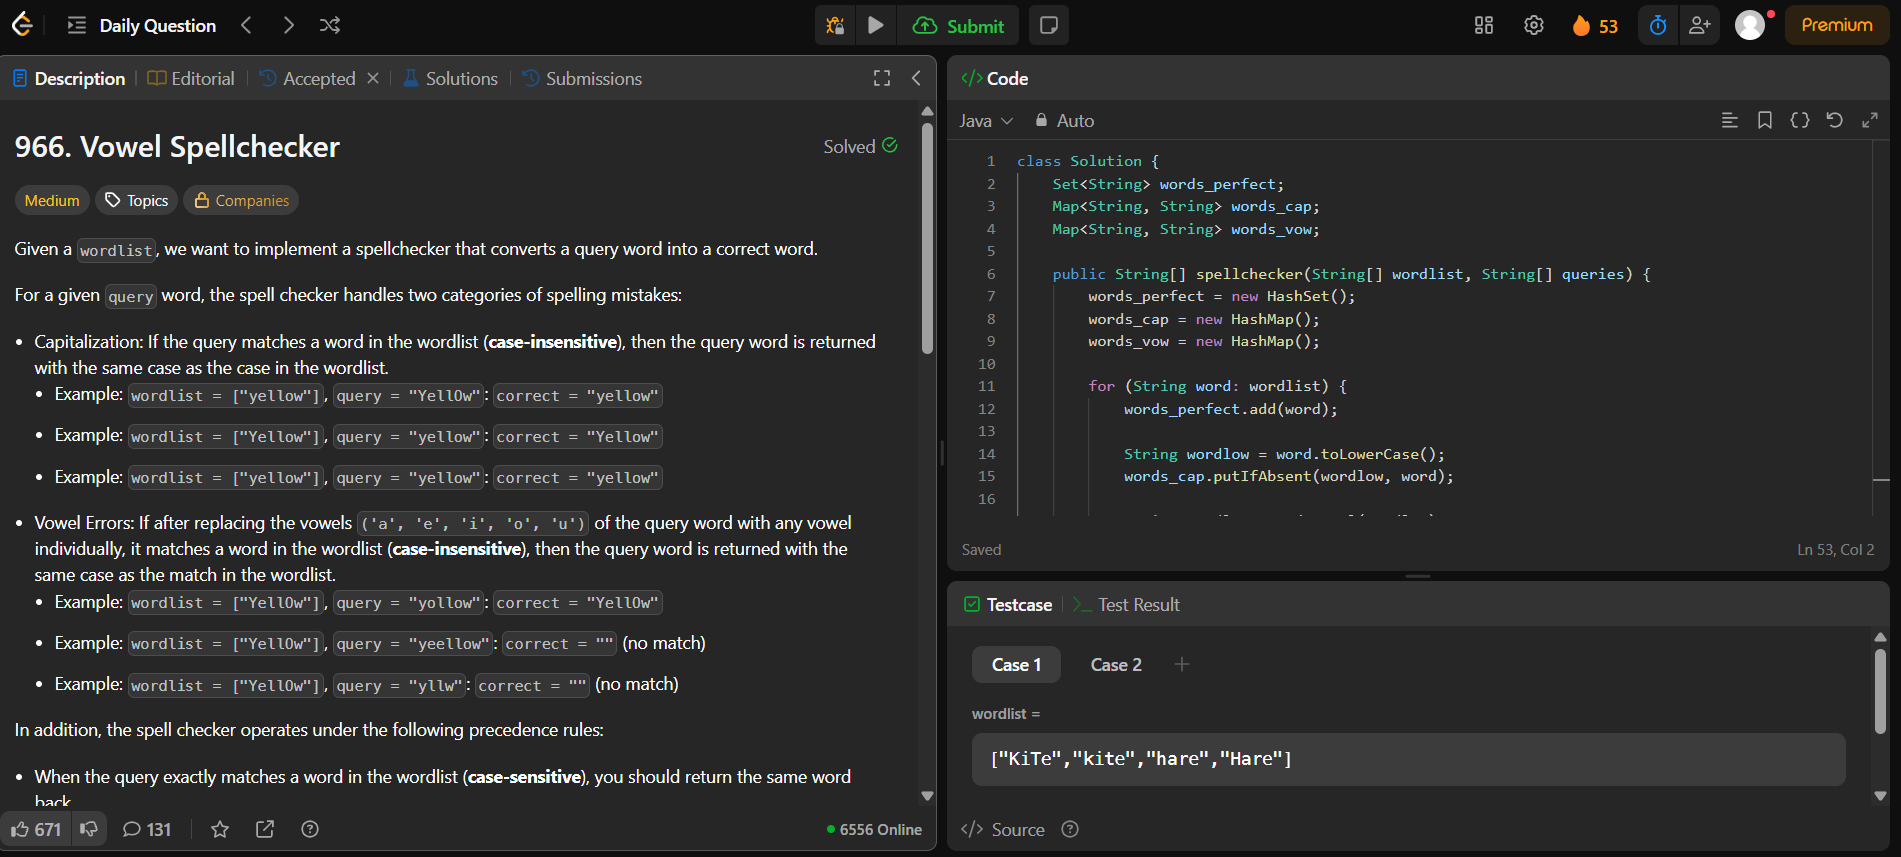 Daily Question
Submit
53
Premium
Description
Editorial
Accepted
Solutions
Submissions
966. Vowel Spellchecker
Solved
Medium
Topics
Companies
Given a wordlist, we want to implement a spellchecker that converts a query word into a correct word.
For a given query word, the spell checker handles two categories of spelling mistakes:
• Capitalization: If the query matches a word in the wordlist (case-insensitive), then the query word is returned
with the same case as the case in the wordlist.
• Example: wordlist = ["yellow"], query = "YellOw": correct = "yellow"
• Example: wordlist = ["Yellow"], query = "yellow": correct = "Yellow"
• Example: wordlist = ["yellow"], query = "yellow": correct = "yellow"
• Vowel Errors: If after replacing the vowels ('a', 'e', 'i', 'o', 'u') of the query word with any vowel
individually, it matches a word in the wordlist (case-insensitive), then the query word is returned with the
same case as the match in the wordlist.
• Example: wordlist = ["YellOw"], query = "yollow": correct = "YellOw"
• Example: wordlist = ["YellOw"], query = "yeellow": correct = "" (no match)
• Example: wordlist = ["YellOw"], query = "yllw": correct = "" (no match)
In addition, the spell checker operates under the following precedence rules:
• When the query exactly matches a word in the wordlist (case-sensitive), you should return the same word
back.
671
131
6556 Online
</> Code
Java
Auto
1 class Solution {
2 Set<String> words_perfect;
3 Map<String, String> words_cap;
4 Map<String, String> words_vow;
5
6 public String[] spellchecker(String[] wordlist, String[] queries) {
7 words_perfect = new HashSet();
8 words_cap = new HashMap();
9 words_vow = new HashMap();
10
11 for (String word: wordlist) {
12 words_perfect.add(word);
13
14 String wordlow = word.toLowerCase();
15 words_cap.putIfAbsent(wordlow, word);
16
Saved
Ln 53, Col 2
Testcase
>_ Test Result
Case 1
Case 2
+
wordlist =
["KiTe","kite","hare","Hare"]
</> Source